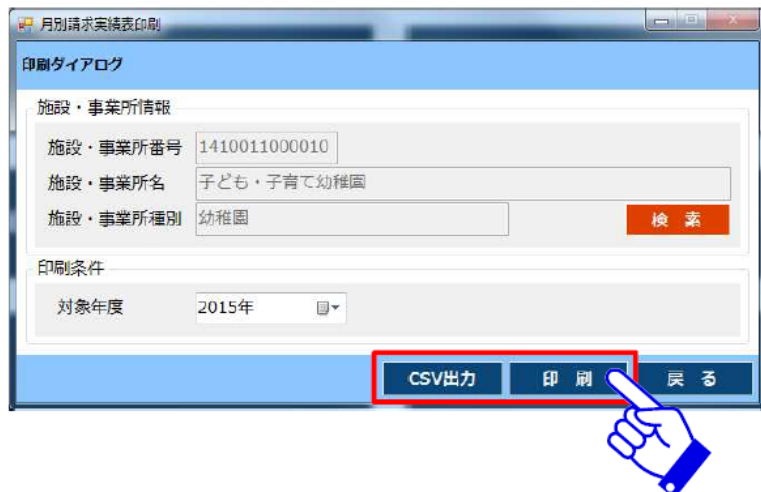 月別請求実績表印刷
印刷ダイアログ
施設・事業所情報
施設・事業所番号 1410011000010
施設・事業所名 子ども・子育て幼稚園
施設・事業所種別 幼稚園
検 索
印刷条件
対象年度 2015年
CSV出力 印 刷 戻 る